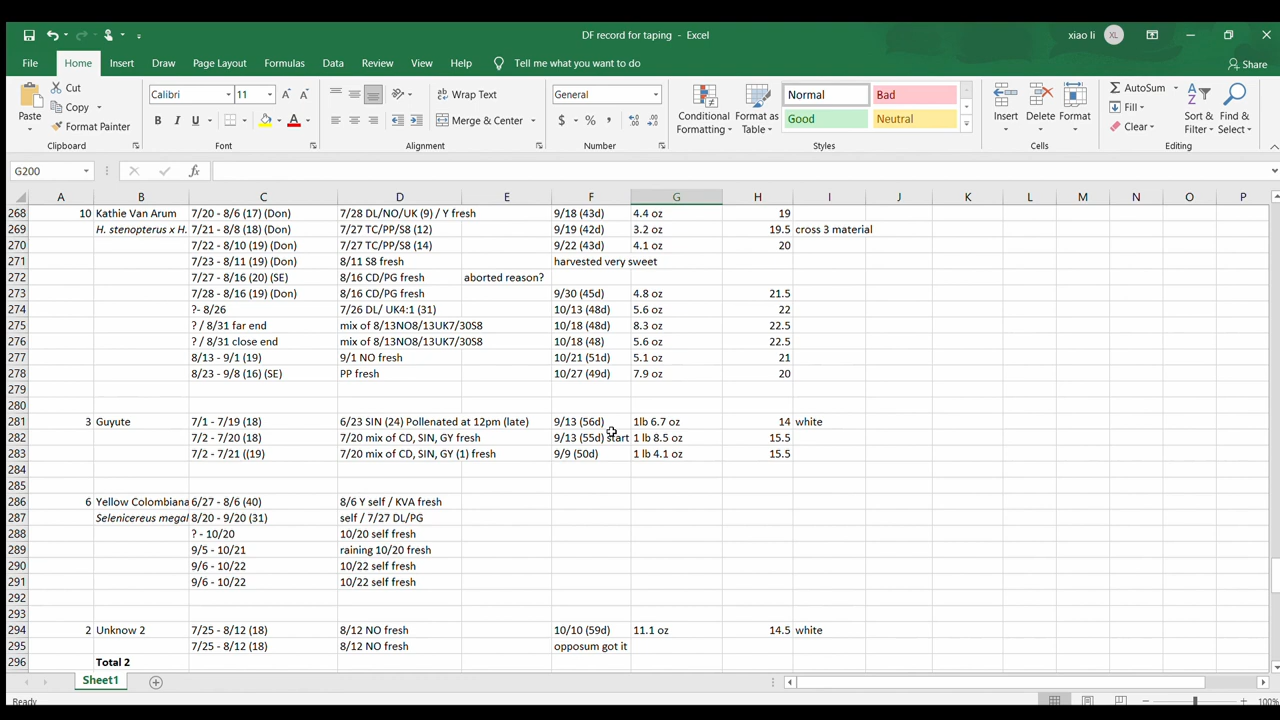 DF record for taping - Excel
xiao li XL
File Home Insert Draw Page Layout Formulas Data Review View Help Tell me what you want to do Share
Paste Cut Copy Format Painter Clipboard
Calibri 11 B I U A Font
Wrap Text Merge & Center Alignment
General $ % , Number
Conditional Formatting Format as Table Normal Bad Good Neutral Styles
Insert Delete Format Cells
AutoSum Fill Clear Sort & Filter Find & Select Editing
G200 fx
A B C D E F G H I J K L M N O P
268 10 Kathie Van Arum 7/20 - 8/6 (17) (Don) 7/28 DL/NO/UK (9) / Y fresh 9/18 (43d) 4.4 oz 19
269 H. stenopterus x H. 7/21 - 8/8 (18) (Don) 7/27 TC/PP/S8 (12) 9/19 (42d) 3.2 oz 19.5 cross 3 material
270 7/22 - 8/10 (19) (Don) 7/27 TC/PP/S8 (14) 9/22 (43d) 4.1 oz 20
271 7/23 - 8/11 (19) (Don) 8/11 S8 fresh harvested very sweet
272 7/27 - 8/16 (20) (SE) 8/16 CD/PG fresh aborted reason?
273 7/28 - 8/16 (19) (Don) 8/16 CD/PG fresh 9/30 (45d) 4.8 oz 21.5
274 ?- 8/26 7/26 DL/ UK4:1 (31) 10/13 (48d) 5.6 oz 22
275 ? / 8/31 far end mix of 8/13NO8/13UK7/30S8 10/18 (48d) 8.3 oz 22.5
276 ? / 8/31 close end mix of 8/13NO8/13UK7/30S8 10/18 (48) 5.6 oz 22.5
277 8/13 - 9/1 (19) 9/1 NO fresh 10/21 (51d) 5.1 oz 21
278 8/23 - 9/8 (16) (SE) PP fresh 10/27 (49d) 7.9 oz 20
279
280
281 3 Guyute 7/1 - 7/19 (18) 6/23 SIN (24) Pollenated at 12pm (late) 9/13 (56d) 1lb 6.7 oz 14 white
282 7/2 - 7/20 (18) 7/20 mix of CD, SIN, GY fresh 9/13 (55d) start 1 lb 8.5 oz 15.5
283 7/2 - 7/21 ((19) 7/20 mix of CD, SIN, GY (1) fresh 9/9 (50d) 1 lb 4.1 oz 15.5
284
285
286 6 Yellow Colombiana 6/27 - 8/6 (40) 8/6 Y self / KVA fresh
287 Selenicereus megal 8/20 - 9/20 (31) self / 7/27 DL/PG
288 ? - 10/20 10/20 self fresh
289 9/5 - 10/21 raining 10/20 fresh
290 9/6 - 10/22 10/22 self fresh
291 9/6 - 10/22 10/22 self fresh
292
293
294 2 Unknow 2 7/25 - 8/12 (18) 8/12 NO fresh 10/10 (59d) 11.1 oz 14.5 white
295 7/25 - 8/12 (18) 8/12 NO fresh opposum got it
296 Total 2
Sheet1
Ready 100%